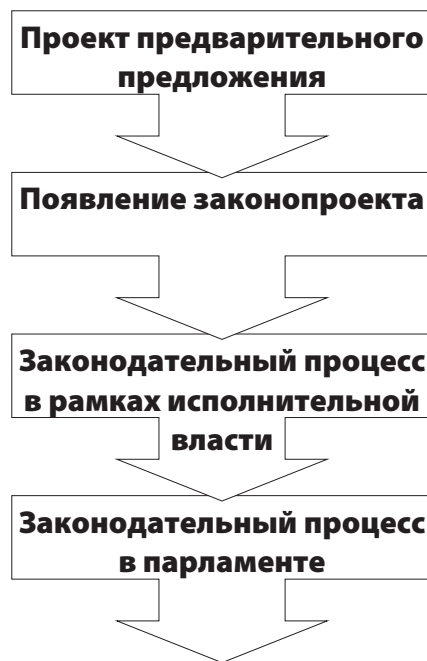 Проект предварительного
предложения
Появление законопроекта
Законодательный процесс
в рамках исполнительной
власти
Законодательный процесс
в парламенте